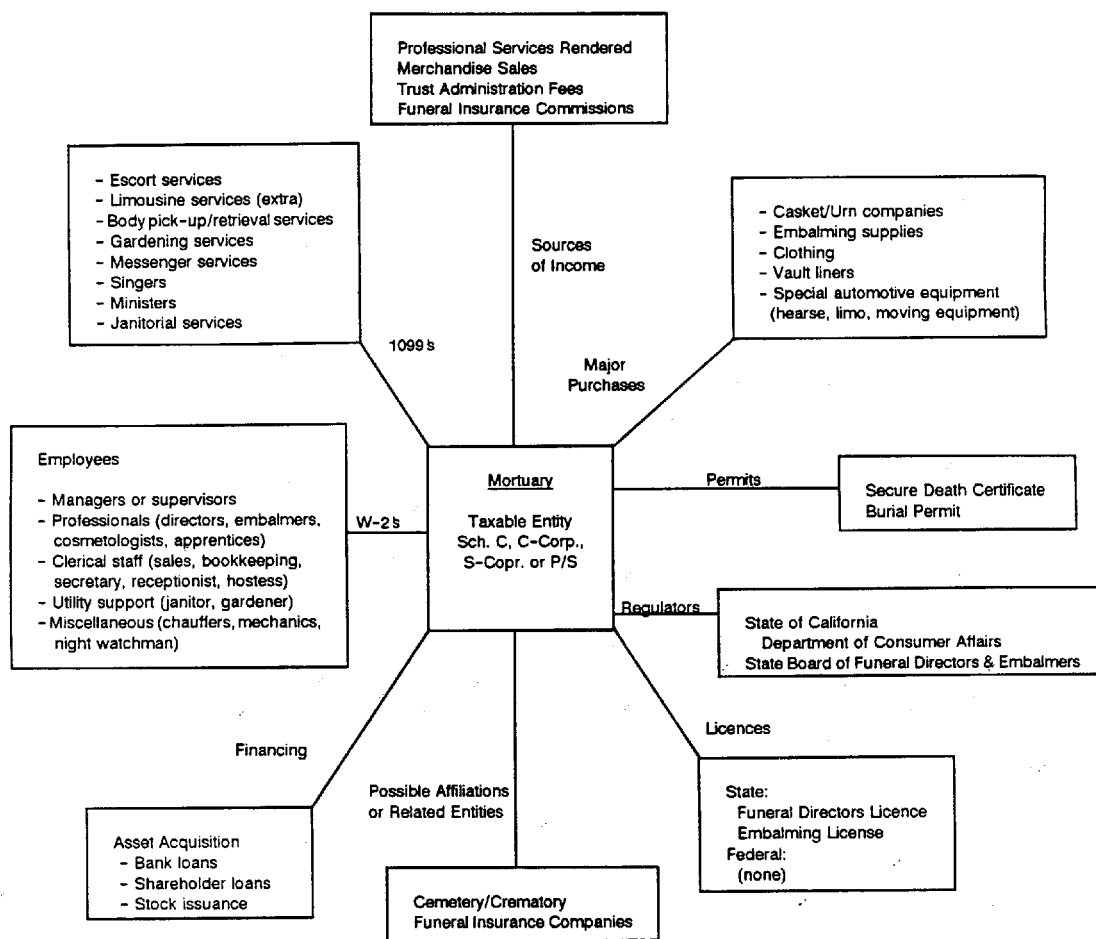 Professional Services Rendered
Merchandise Sales
Trust Administration Fees
Funeral Insurance Commissions
- Escort services
- Limousine services (extra)
- Body pick-up/retrieval services
- Gardening services
- Messenger services
- Singers
- Ministers
- Janitorial services
- Casket/Urn companies
- Embalming supplies
- Clothing
- Vault liners
- Special automotive equipment
(hearse, limo, moving equipment)
Sources
of Income
1099's
Major
Purchases
Employees
- Managers or supervisors
- Professionals (directors, embalmers,
cosmetologists, apprentices)
- Clerical staff (sales, bookkeeping,
secretary, receptionist, hostess)
- Utility support (janitor, gardener)
- Miscellaneous (chauffers, mechanics,
night watchman)
W-2's
Mortuary
Taxable Entity
Sch. C, C-Corp.,
S-Copr. or P/S
Permits
Secure Death Certificate
Burial Permit
Regulators
State of California
Department of Consumer Affairs
State Board of Funeral Directors & Embalmers
Financing
Possible Affiliations
or Related Entities
Licences
Asset Acquisition
- Bank loans
- Shareholder loans
- Stock issuance
Cemetery/Crematory
Funeral Insurance Companies
State:
Funeral Directors Licence
Embalming License
Federal:
(none)